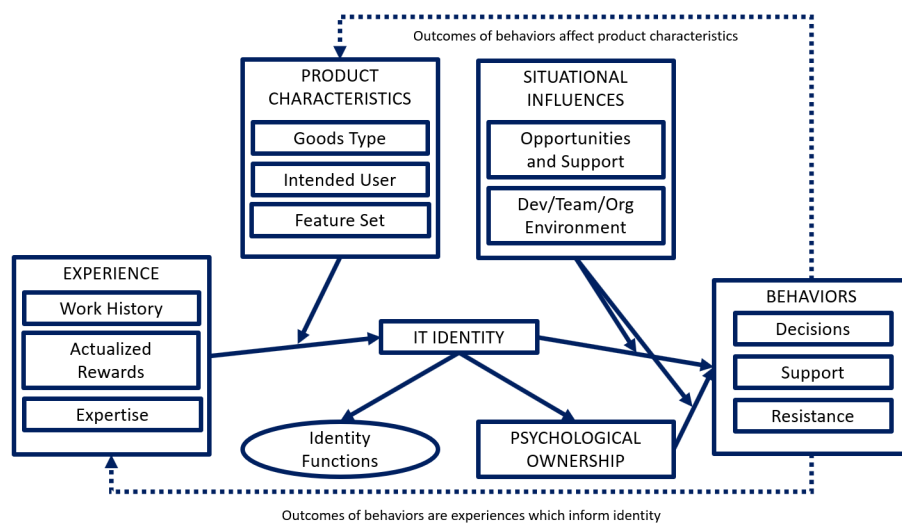 Outcomes of behaviors affect product characteristics
PRODUCT
CHARACTERISTICS
Goods Type
Intended User
Feature Set
SITUATIONAL
INFLUENCES
Opportunities
and Support
Dev/Team/Org
Environment
EXPERIENCE
Work History
Actualized
Rewards
Expertise
IT IDENTITY
BEHAVIORS
Decisions
Support
Resistance
Identity
Functions
PSYCHOLOGICAL
OWNERSHIP
Outcomes of behaviors are experiences which inform identity